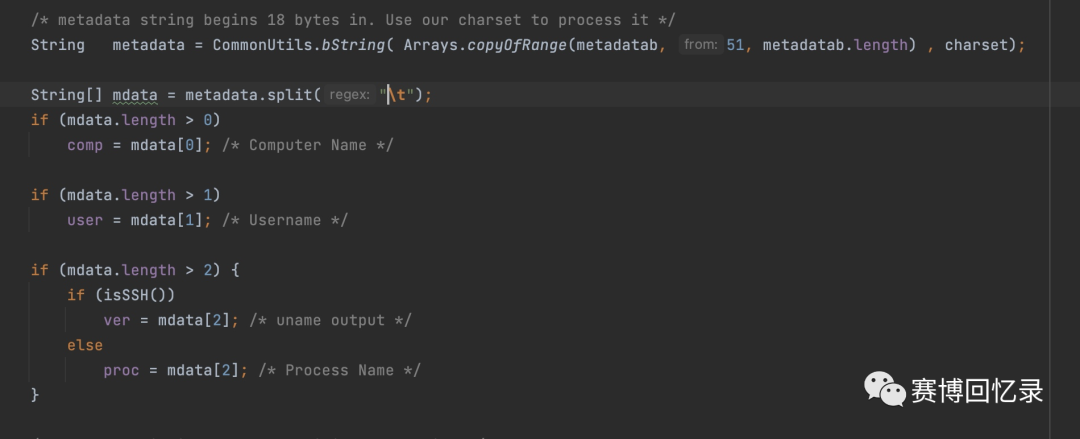 /* metadata string begins 18 bytes in. Use our charset to process it */
String   metadata = CommonUtils.bString( Arrays.copyOfRange(metadatab, from: 51, metadatab.length) , charset);
String[] mdata = metadata.split( regex: "\t");
if (mdata.length > 0)
    comp = mdata[0]; /* Computer Name */
if (mdata.length > 1)
    user = mdata[1]; /* Username */
if (mdata.length > 2) {
    if (isSSH())
        ver = mdata[2]; /* uname output */
    else
        proc = mdata[2]; /* Process Name */
}
赛博回忆录